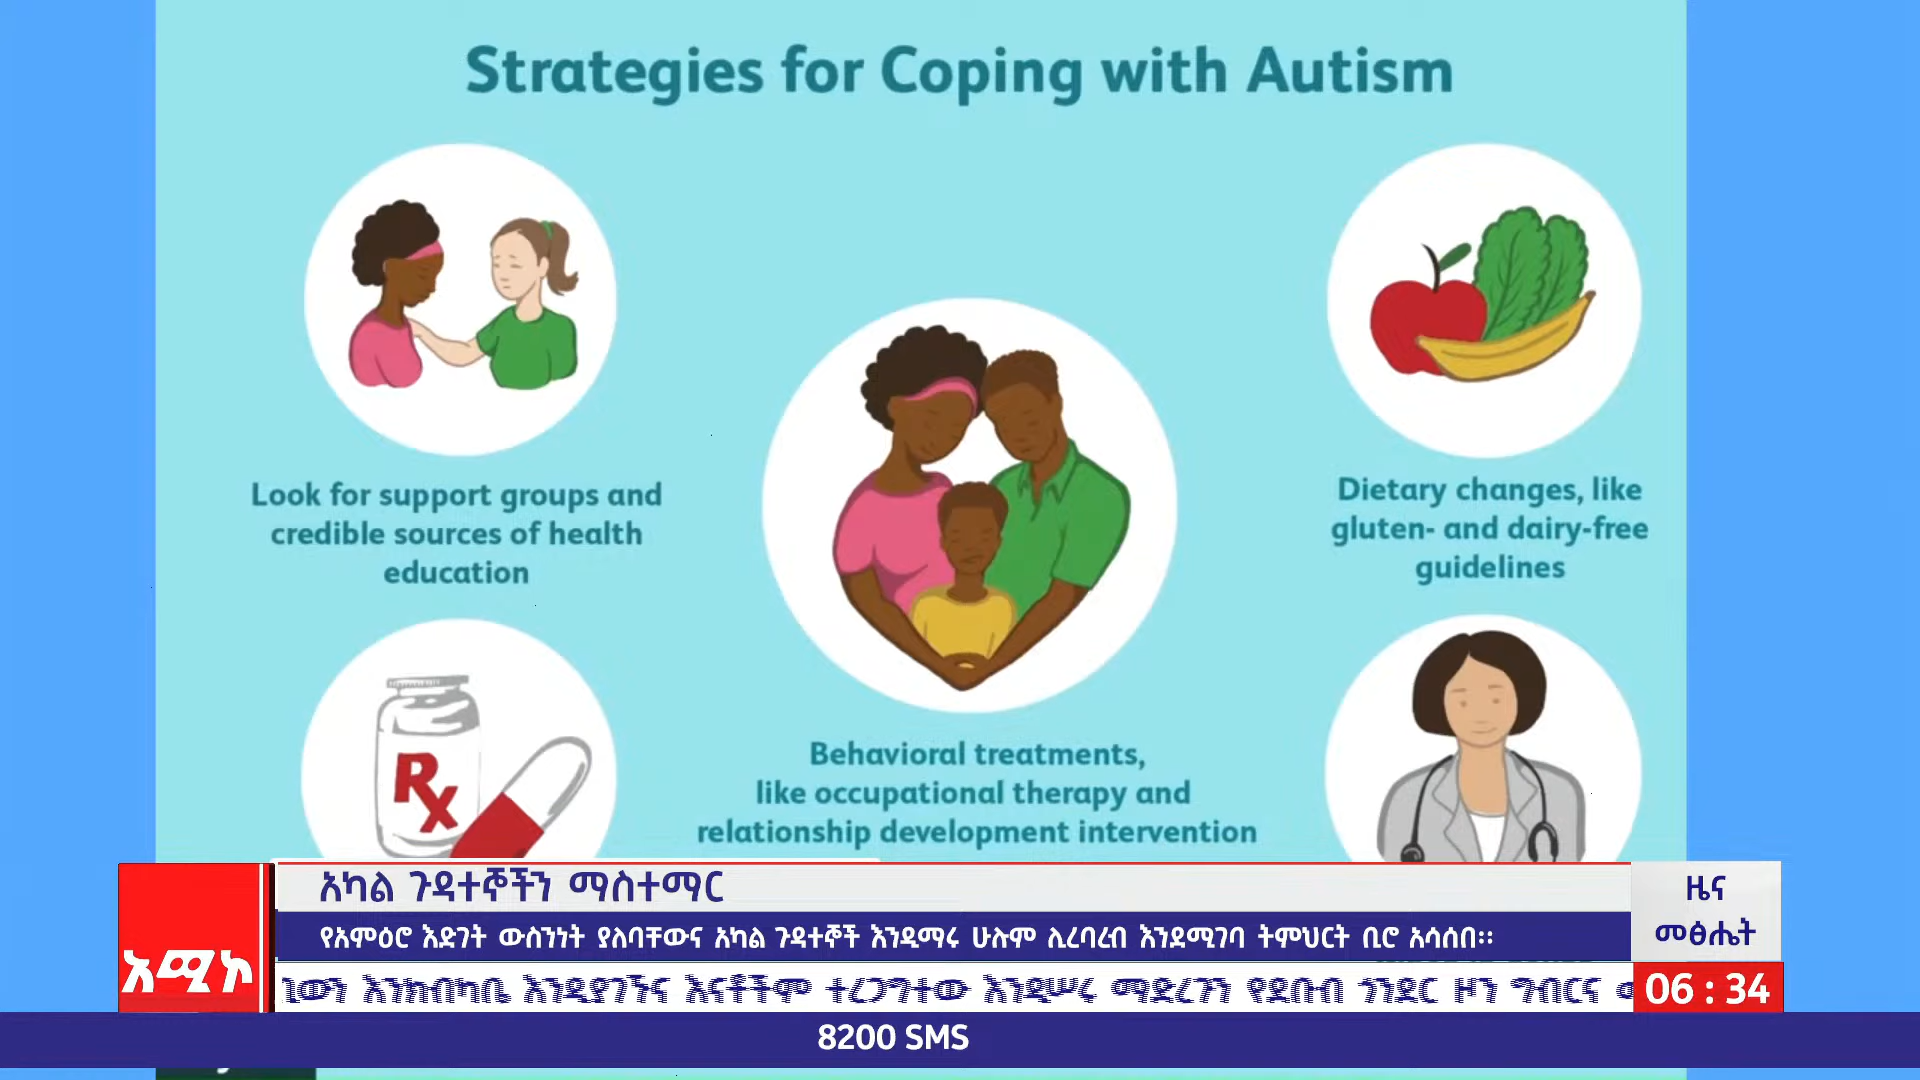 Strategies for Coping with Autism
Look for support groups and
credible sources of health
education
Dietary changes, like
gluten- and dairy-free
guidelines
Rx
Behavioral treatments,
like occupational therapy and
relationship development intervention
አካል ጉዳተኞችን ማስተማር
የአምዕሮ እድገት ውስንነት ያለባቸውና አካል ጉዳተኞች እንዲማሩ ሁሉም ሊረባረብ እንደሚገባ ትምህርት ቢሮ አሳሰበ።
ዜና
መፅሔት
አሚኮ
እንክብካቤ እንዲያገኙና እናቶችም ተረጋግተው እንዲሠሩ ማድረጉን የደቡብ ጎንደር ዞን ግብርና
06 : 34
8200 SMS